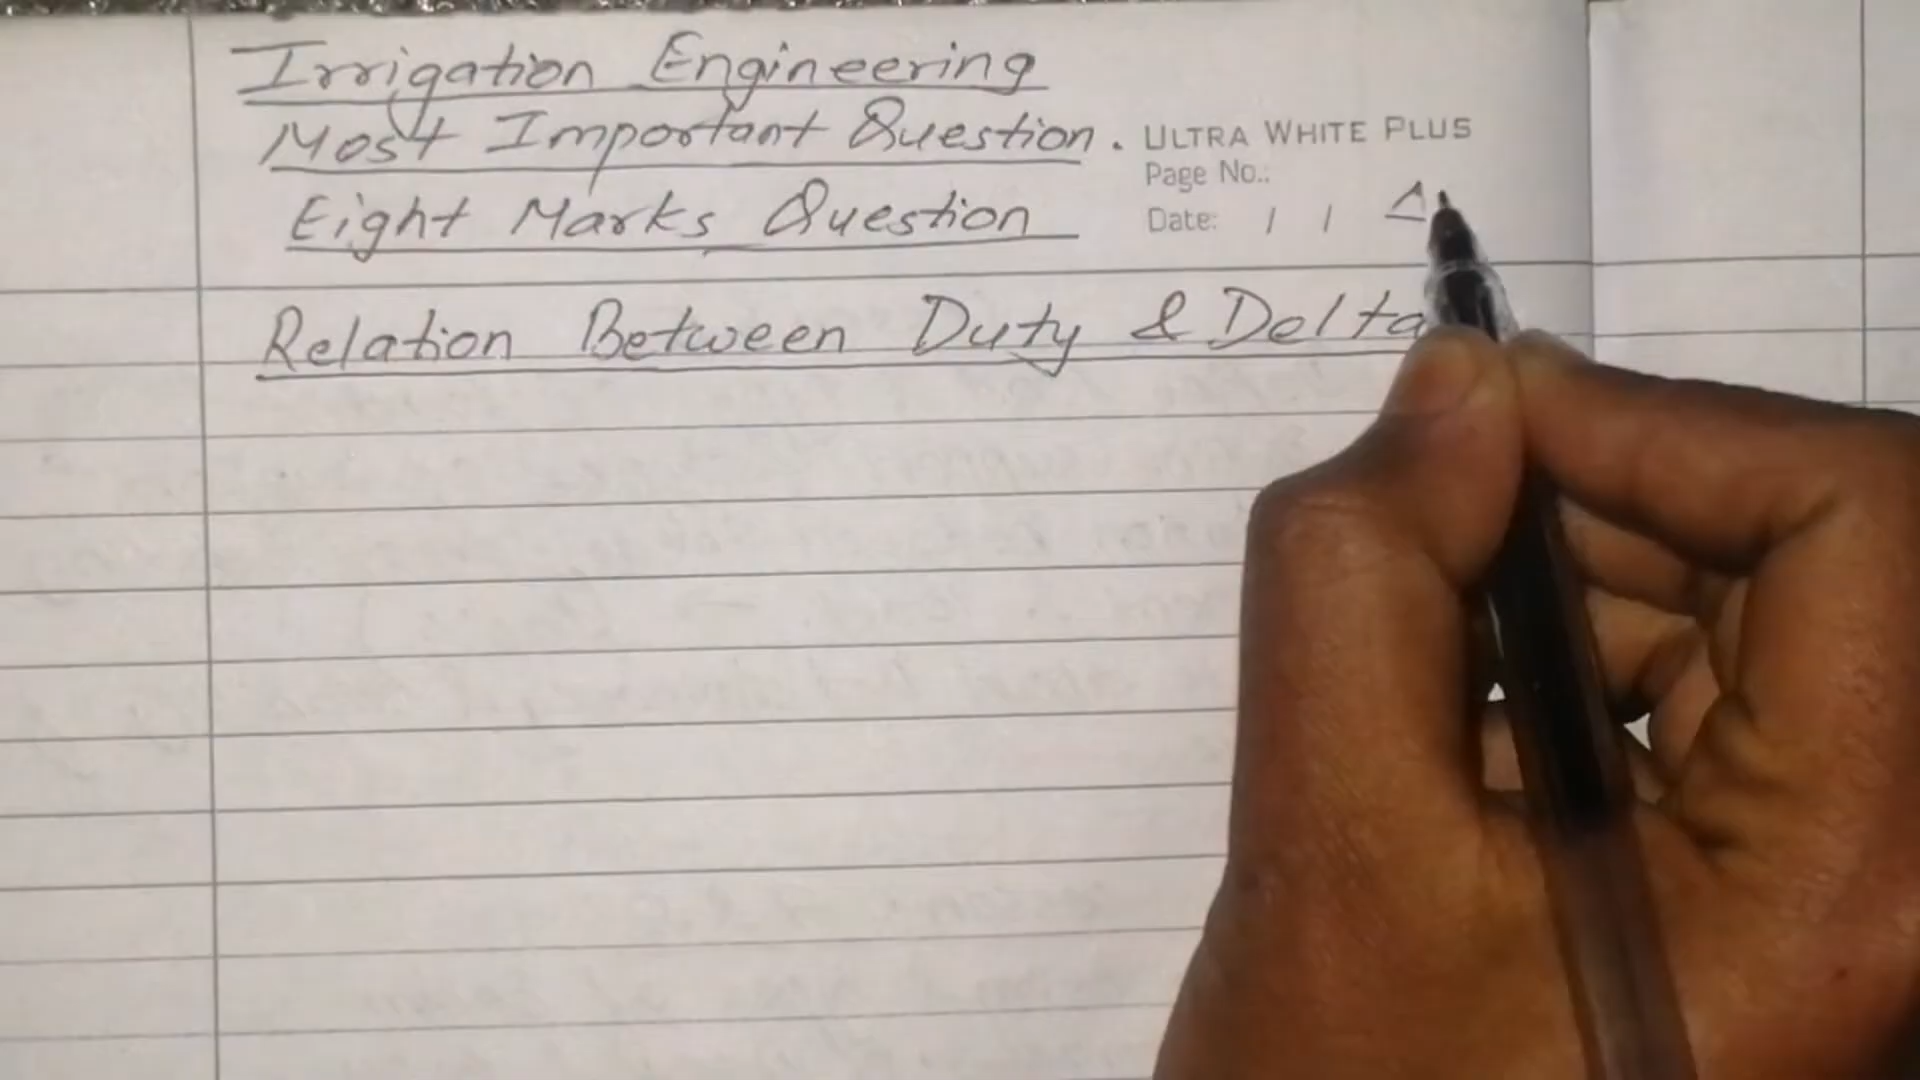 Irrigation Engineering
Most Important Question.
ULTRA WHITE PLUS
Page No.:
Eight Marks Question
Date: / /
Relation Between Duty & Delta